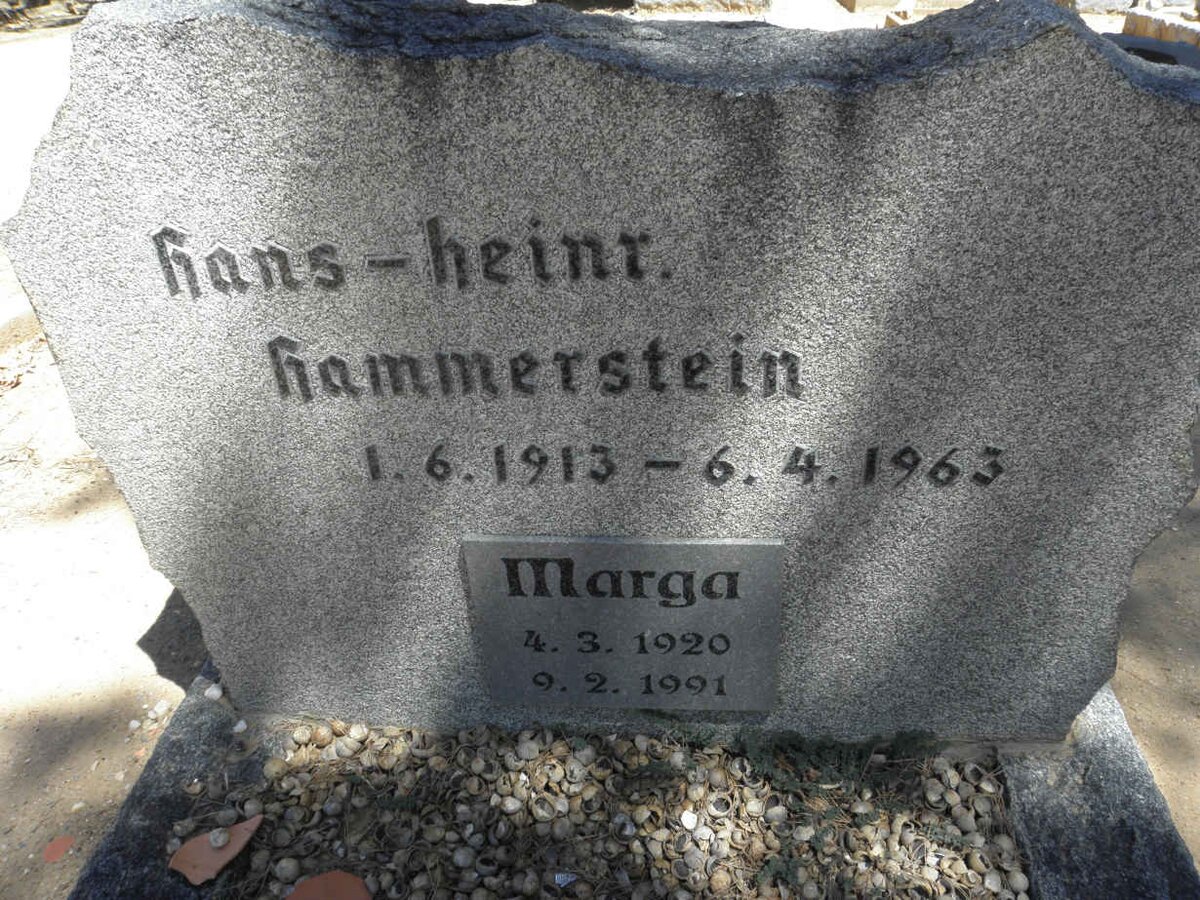 Hans-Heinr.
Hammerstein
1. 6. 1913 – 6. 4. 1963
Marga
4. 3. 1920
9. 2. 1991